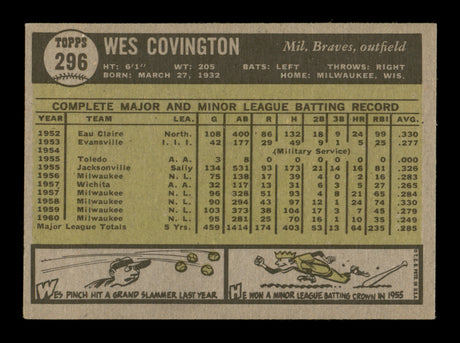 TOPPS
296
WES COVINGTON
Mil. Braves, outfield
HT: 6'1" WT: 205 BATS: LEFT THROWS: RIGHT
BORN: MARCH 27, 1932 HOME: MILWAUKEE, WIS.
COMPLETE MAJOR AND MINOR LEAGUE BATTING RECORD
YEAR TEAM LEA. G AB R H 2B 3B HR RBI AVG.
1952 Eau Claire North. 108 400 86 132 18 9 24 99 .330
1953 Evansville I. I. I. 42 177 29 49 9 1 5 25 .277
1954 (Military Service)
1955 Toledo A. A. 3 8 0 0 0 0 0 0 .000
1955 Jacksonville Sally 134 531 93 173 21 14 16 81 .326
1956 Milwaukee N. L. 75 138 17 39 4 0 2 16 .283
1957 Wichita A. A. 32 117 13 31 6 3 5 27 .265
1957 Milwaukee N. L. 96 328 51 93 4 8 21 65 .284
1958 Milwaukee N. L. 90 294 43 97 12 1 24 74 .330
1959 Milwaukee N. L. 103 373 38 104 17 3 7 45 .279
1960 Milwaukee N. L. 95 281 25 70 16 1 10 35 .249
Major League Totals 5 Yrs. 459 1414 174 403 53 13 64 235 .285
WES PINCH HIT A GRAND SLAMMER LAST YEAR
HE WON A MINOR LEAGUE BATTING CROWN IN 1955